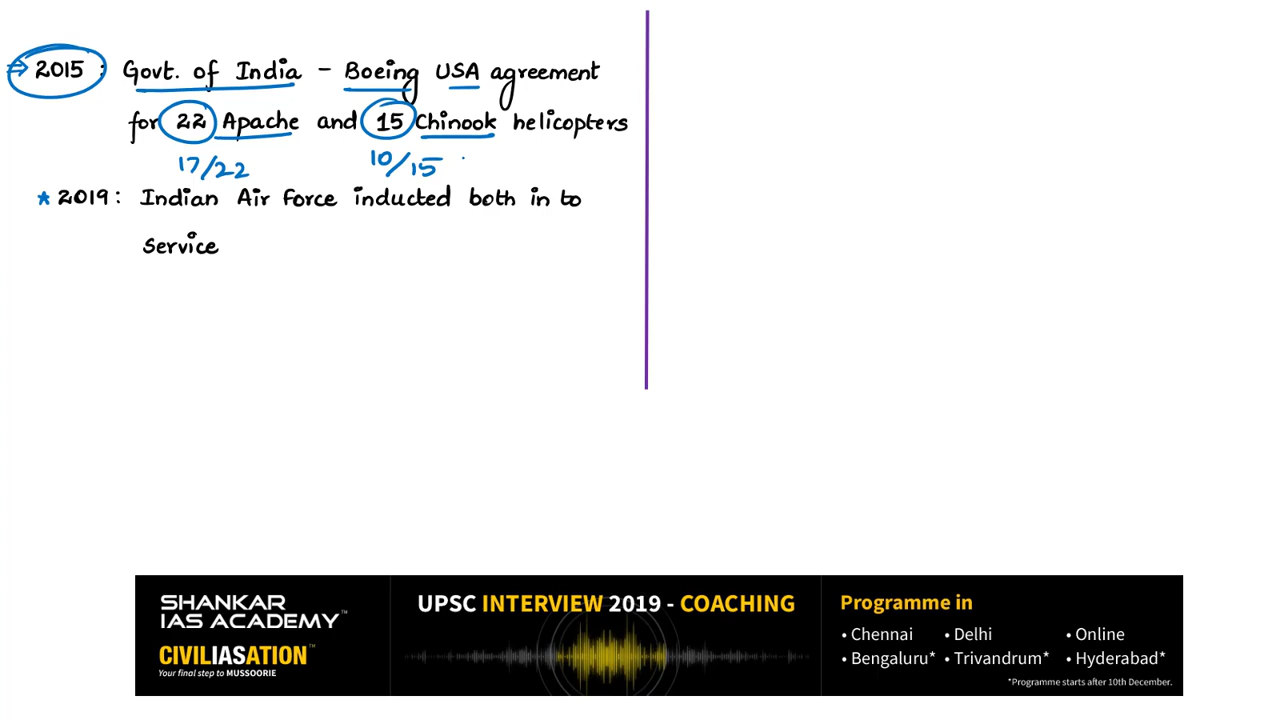 ⇒ 2015 : Govt. of India - Boeing USA agreement
for 22 Apache and 15 Chinook helicopters
17/22 10/15
* 2019 : Indian Air Force inducted both in to
Service
SHANKAR
IAS ACADEMY™
CIVILIASATION™
Your final step to MUSSOORIE
UPSC INTERVIEW 2019 - COACHING
Programme in
• Chennai • Delhi • Online
• Bengaluru* • Trivandrum* • Hyderabad*
*Programme starts after 10th December.